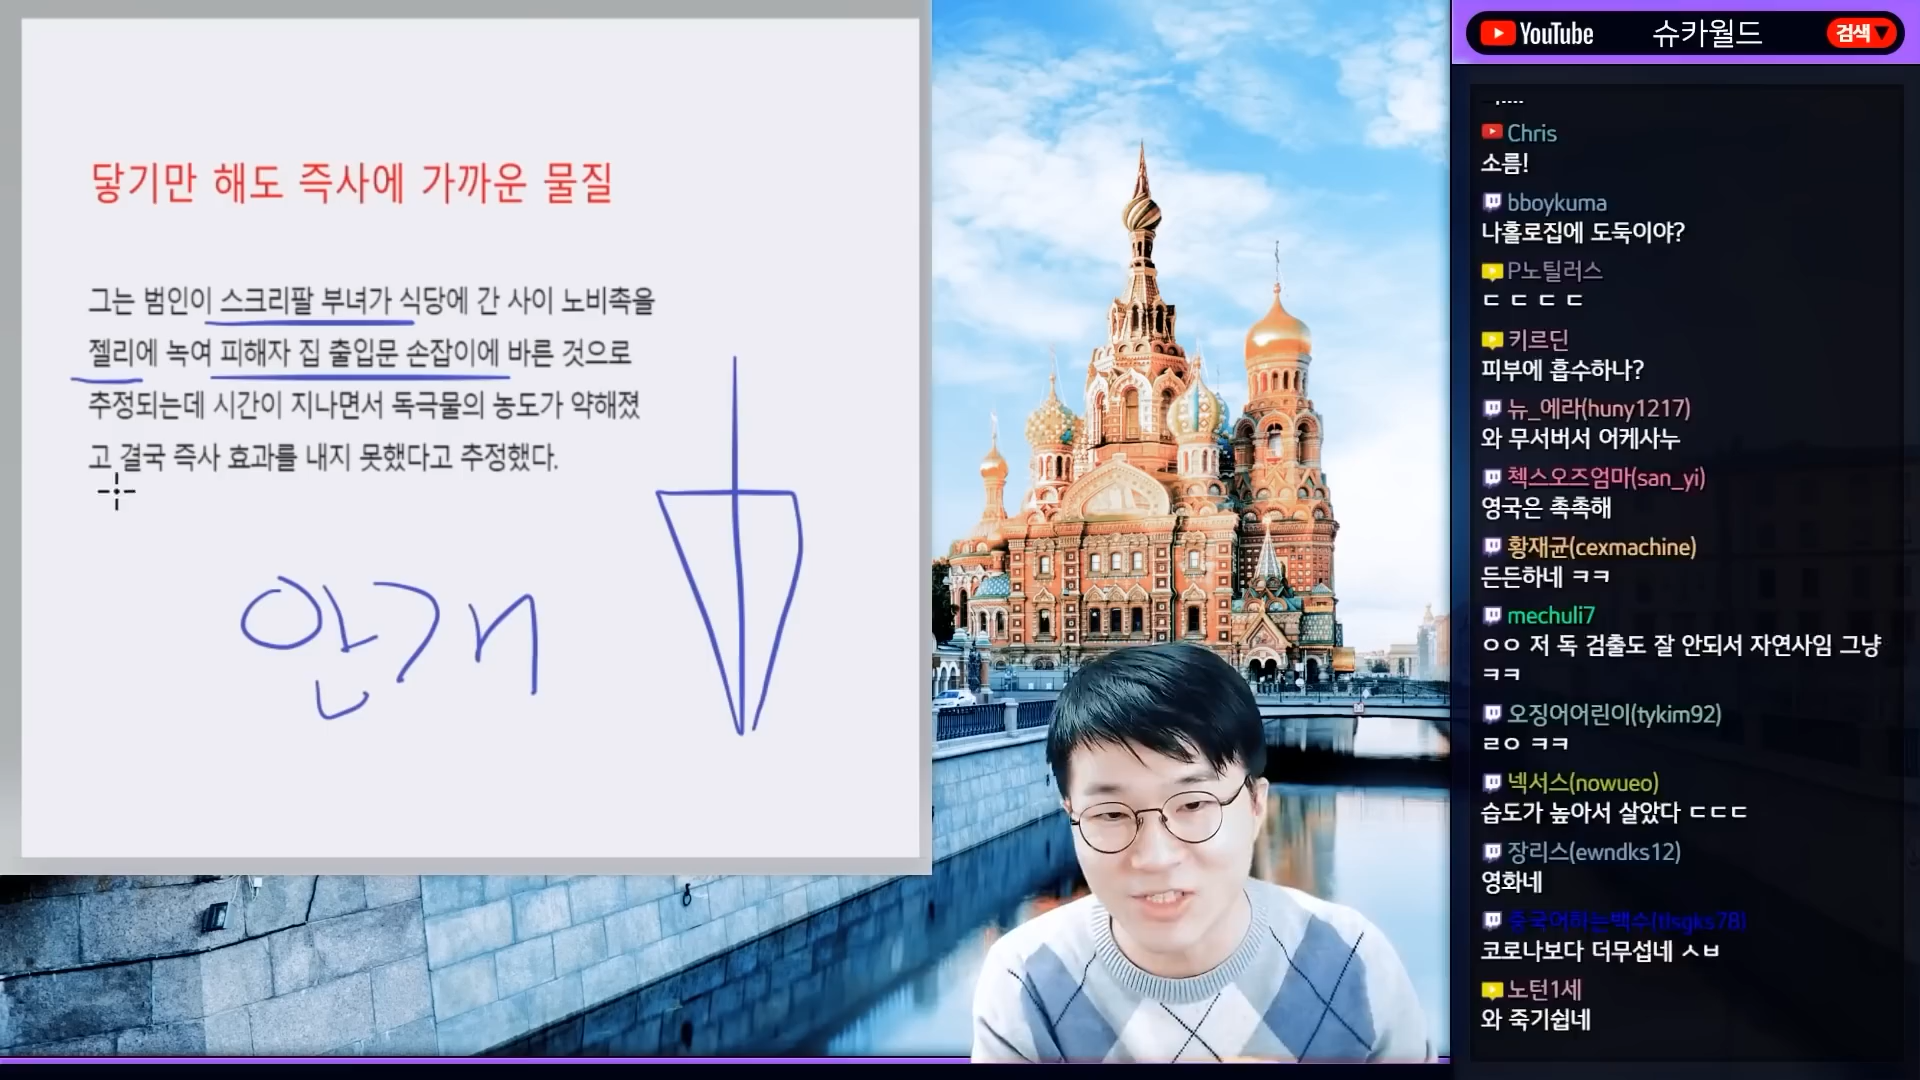 닿기만 해도 즉사에 가까운 물질
그는 범인이 스크리팔 부녀가 식당에 간 사이 노비촉을
젤리에 녹여 피해자 집 출입문 손잡이에 바른 것으로
추정되는데 시간이 지나면서 독극물의 농도가 약해졌
고 결국 즉사 효과를 내지 못했다고 추정했다.
안개
YouTube 슈카월드 검색▼
Chris
소름!
bboykuma
나홀로집에 도둑이야?
P노틸러스
ㄷ ㄷ ㄷ ㄷ
키르딘
피부에 흡수하나?
뉴_에라(huny1217)
와 무서버서 어케사누
첵스오즈엄마(san_yi)
영국은 촉촉해
황재균(cexmachine)
든든하네 ㅋㅋ
mechuli7
ㅇㅇ 저 독 검출도 잘 안되서 자연사임 그냥
ㅋㅋ
오징어어린이(tykim92)
ㄹㅇ ㅋㅋ
넥서스(nowueo)
습도가 높아서 살았다 ㄷㄷㄷ
장리스(ewndks12)
영화네
중국어하는백수(tlsgks78)
코로나보다 더무섭네 ㅅㅂ
노턴1세
와 죽기쉽네